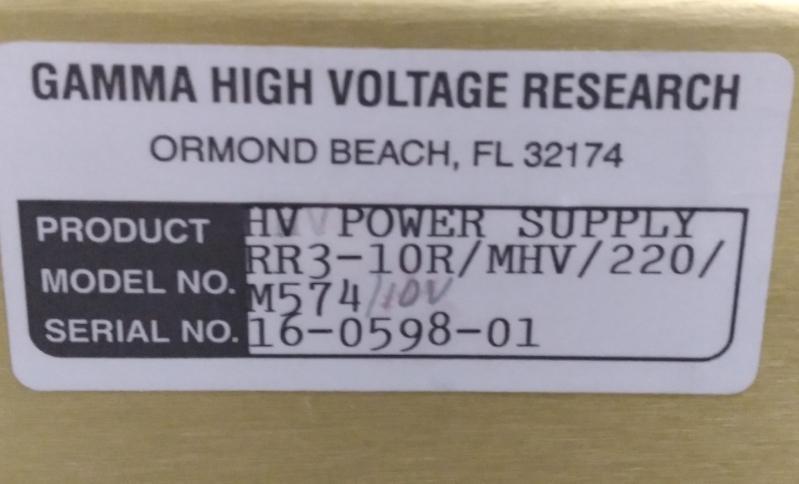 GAMMA HIGH VOLTAGE RESEARCH
ORMOND BEACH, FL 32174
PRODUCT HV POWER SUPPLY
MODEL NO. RR3-10R/MHV/220/
M574/10V
SERIAL NO. 16-0598-01